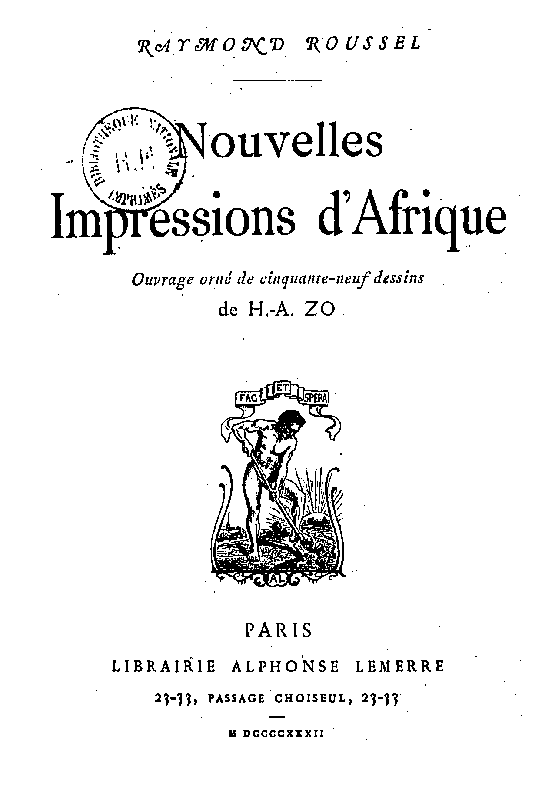 RAYMOND ROUSSEL
Nouvelles
BIBLIOTHEQUE NATIONALE
IMPRIMÉS
Impressions d'Afrique
Ouvrage orné de cinquante-neuf dessins
de H.-A. ZO
FAC ET SPERA
AL
PARIS
LIBRAIRIE ALPHONSE LEMERRE
23-33, PASSAGE CHOISEUL, 23-33
M DCCCCXXXII